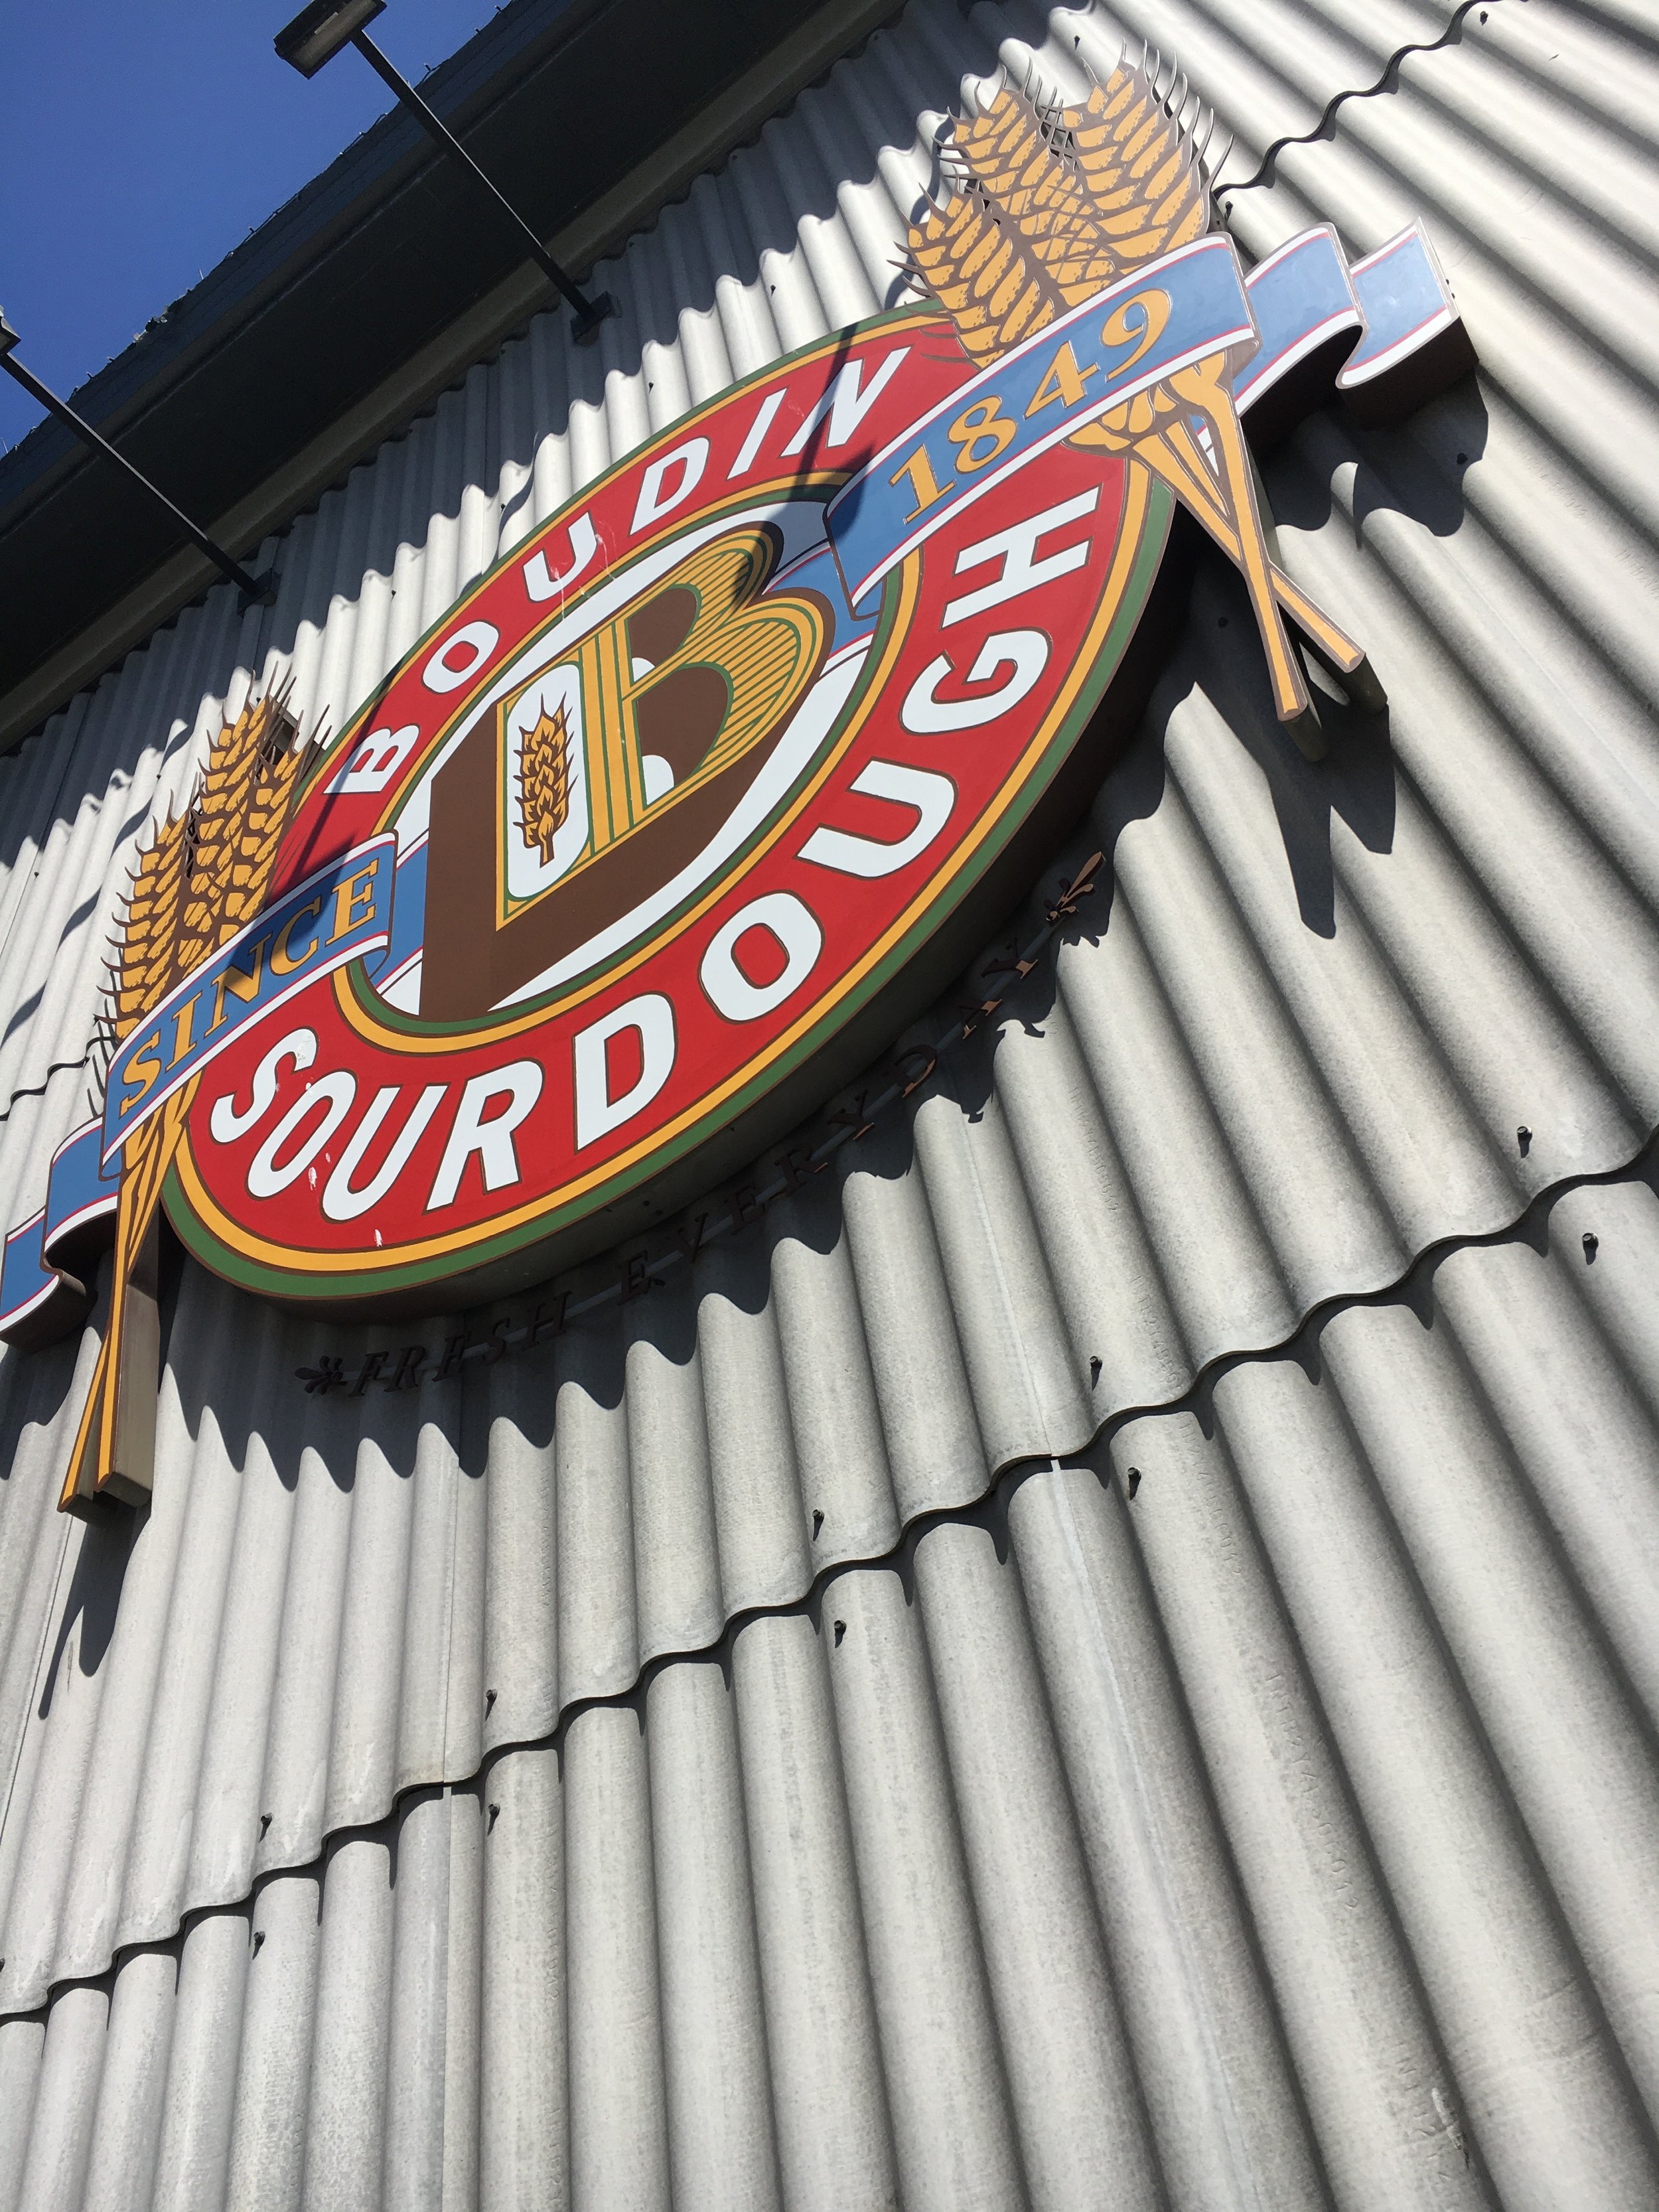 BOUDIN
SINCE 1849
B
SOURDOUGH
FRESH EVERY DAY